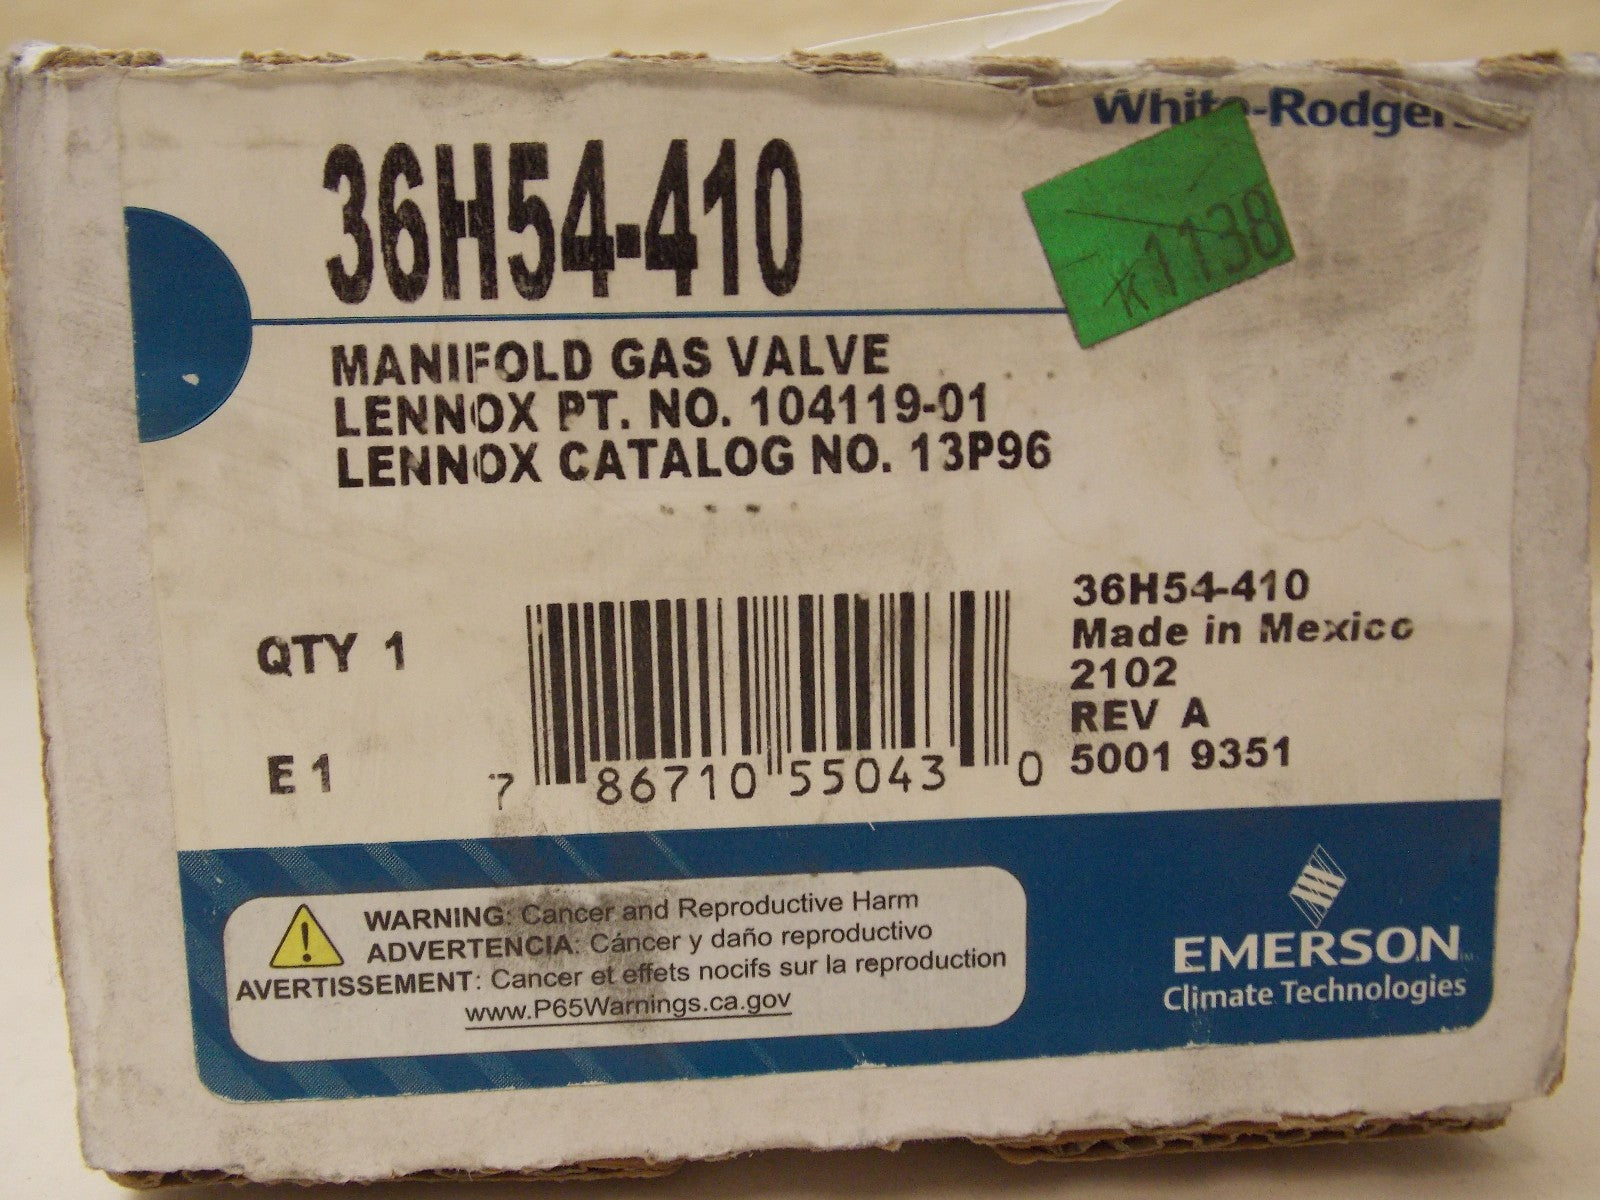 White-Rodgers
36H54-410
K1138
MANIFOLD GAS VALVE
LENNOX PT. NO. 104119-01
LENNOX CATALOG NO. 13P96
QTY 1
E 1
7 86710 55043 0
36H54-410
Made in Mexico
2102
REV A
5001 9351
WARNING: Cancer and Reproductive Harm
ADVERTENCIA: Cáncer y daño reproductivo
AVERTISSEMENT: Cancer et effets nocifs sur la reproduction
www.P65Warnings.ca.gov
EMERSON™
Climate Technologies